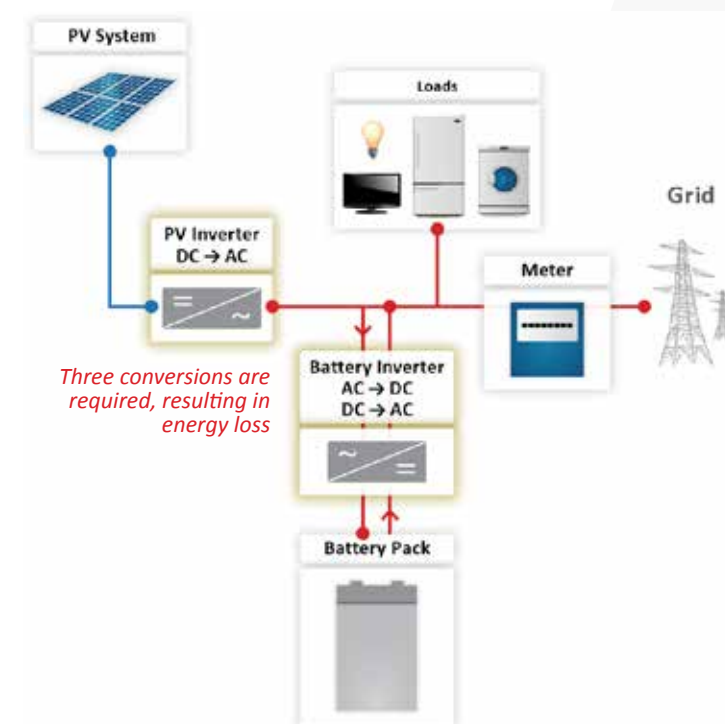 PV System
Loads
Grid
PV Inverter
DC → AC
Meter
Three conversions are
required, resulting in
energy loss
Battery Inverter
AC → DC
DC → AC
Battery Pack